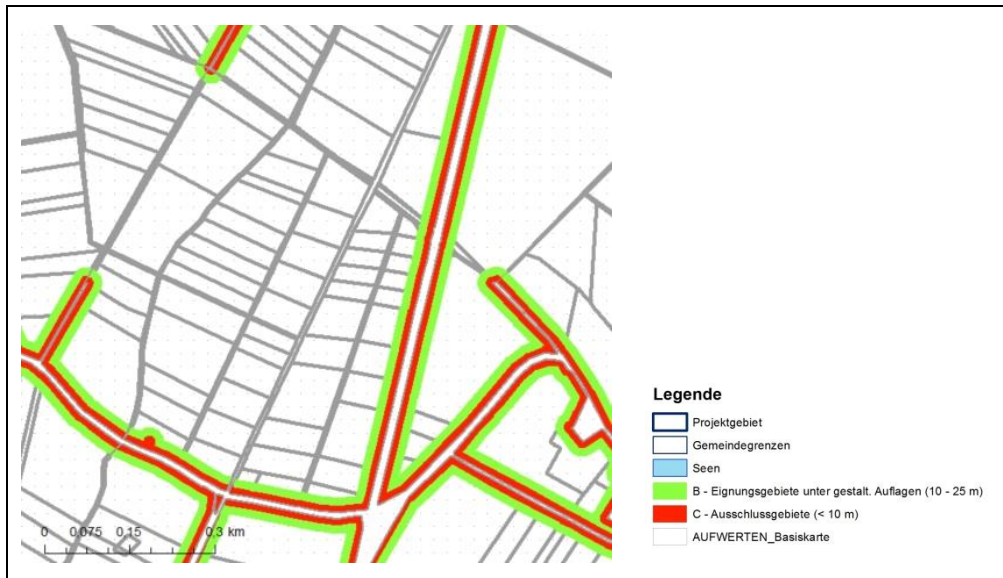 0 0,075 0,15 0,3 km
Legende
Projektgebiet
Gemeindegrenzen
Seen
B - Eignungsgebiete unter gestalt. Auflagen (10 - 25 m)
C - Ausschlussgebiete (< 10 m)
AUFWERTEN_Basiskarte